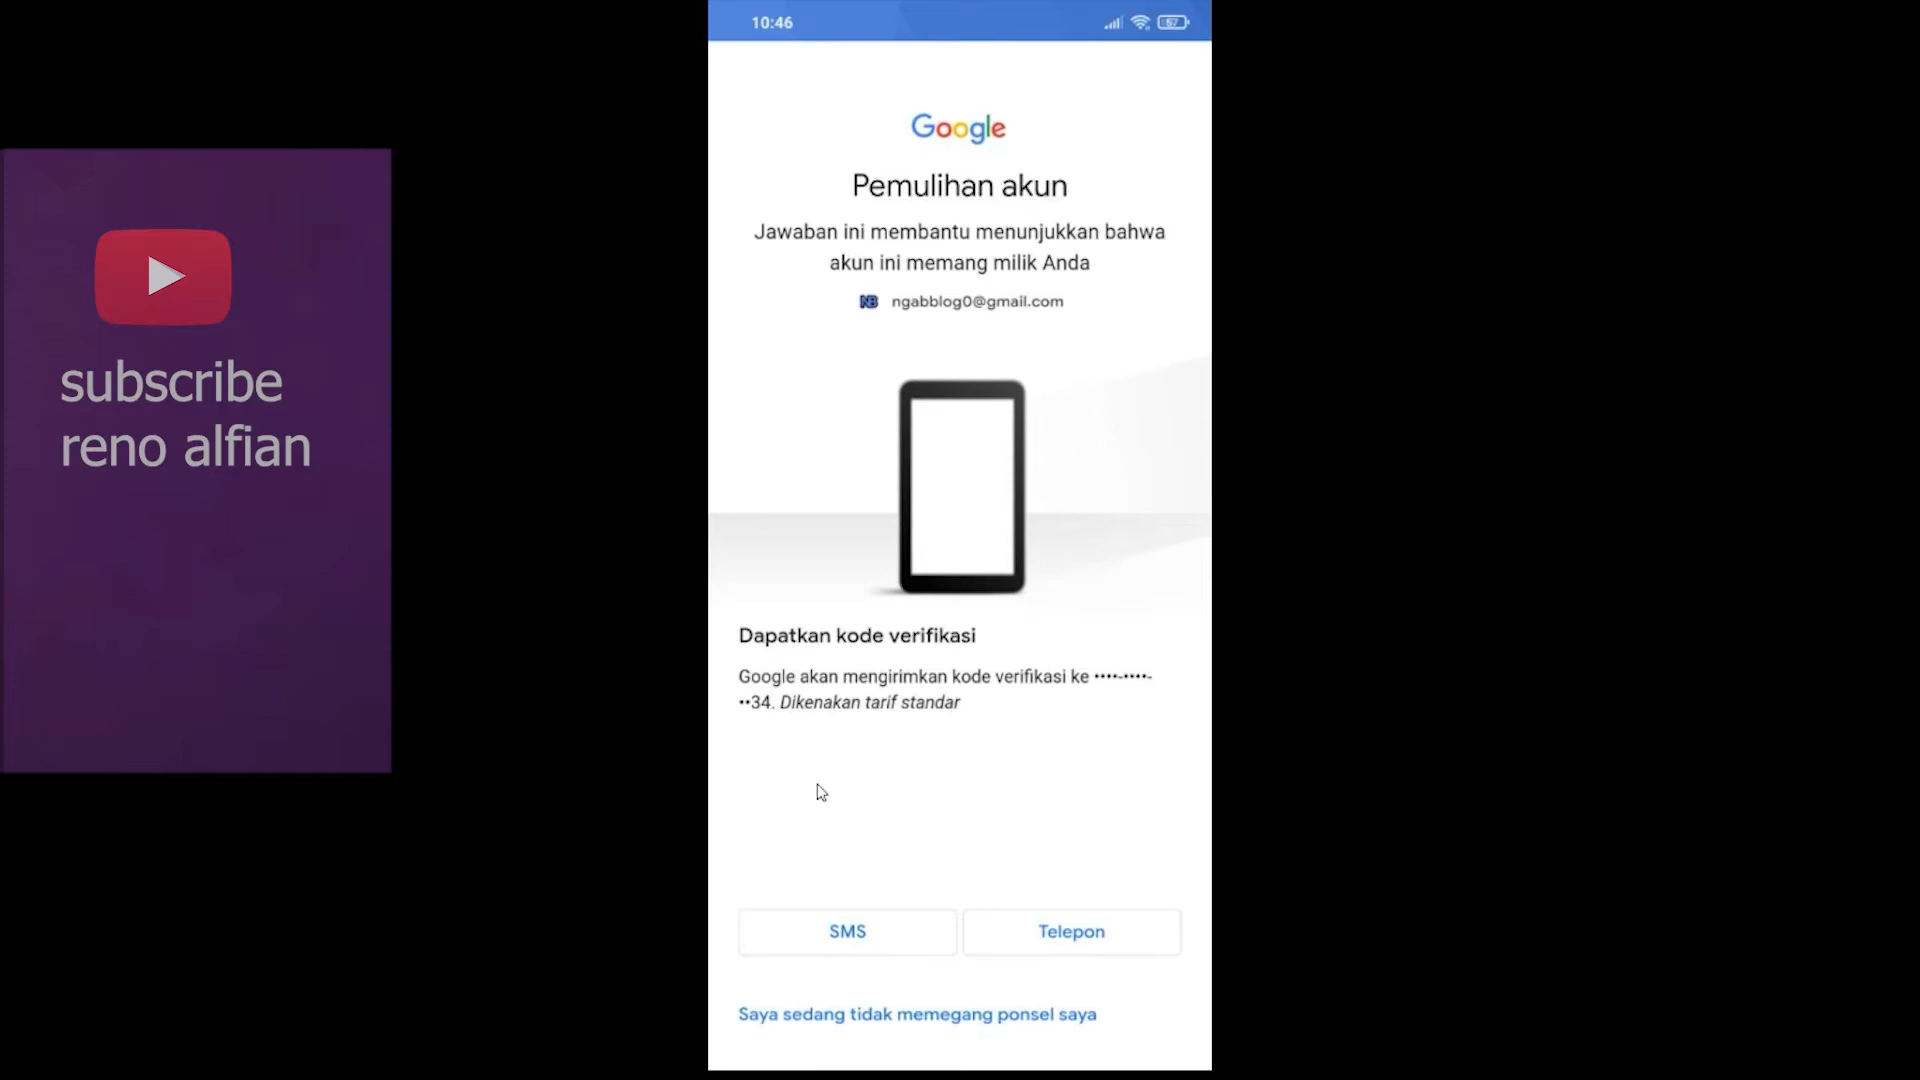 subscribe
reno alfian
10:46
57
Google
Pemulihan akun
Jawaban ini membantu menunjukkan bahwa
akun ini memang milik Anda
NB ngabblog0@gmail.com
Dapatkan kode verifikasi
Google akan mengirimkan kode verifikasi ke ••••-••••-
••34. Dikenakan tarif standar
SMS Telepon
Saya sedang tidak memegang ponsel saya